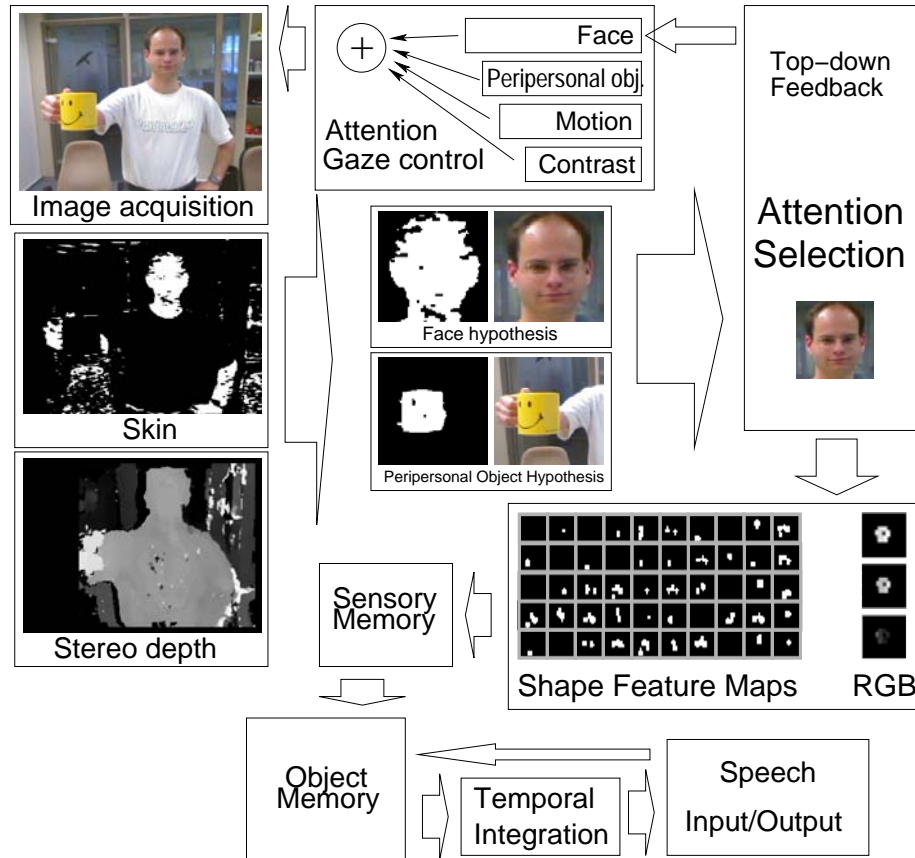 Face
Peripersonal obj.
Motion
Contrast
Attention
Gaze control
Image acquisition
Top−down
Feedback
Attention
Selection
Face hypothesis
Skin
Peripersonal Object Hypothesis
Stereo depth
Sensory
Memory
Shape Feature Maps
RGB
Object
Memory
Temporal
Integration
Speech
Input/Output